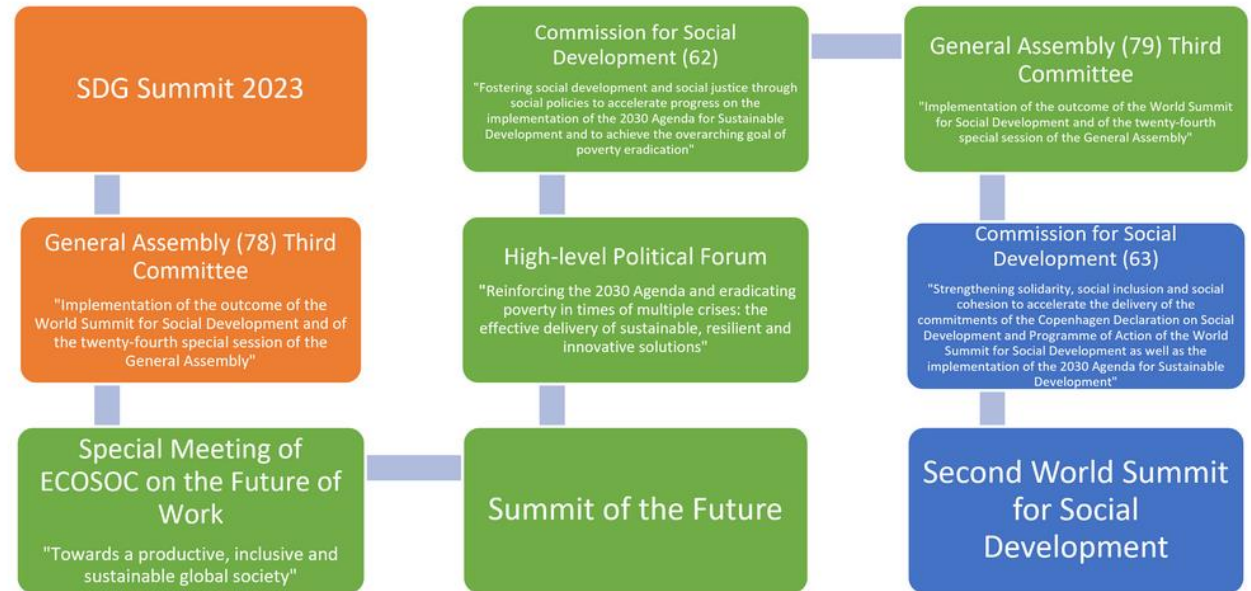 SDG Summit 2023
General Assembly (78) Third
Committee
"Implementation of the outcome of the
World Summit for Social Development and of
the twenty-fourth special session of the
General Assembly"
Special Meeting of
ECOSOC on the Future of
Work
"Towards a productive, inclusive and
sustainable global society"
Summit of the Future
High-level Political Forum
"Reinforcing the 2030 Agenda and eradicating
poverty in times of multiple crises: the
effective delivery of sustainable, resilient and
innovative solutions"
Commission for Social
Development (62)
"Fostering social development and social justice through
social policies to accelerate progress on the
implementation of the 2030 Agenda for Sustainable
Development and to achieve the overarching goal of
poverty eradication"
General Assembly (79) Third
Committee
"Implementation of the outcome of the World Summit
for Social Development and of the twenty-fourth
special session of the General Assembly"
Commission for Social
Development (63)
"Strengthening solidarity, social inclusion and social
cohesion to accelerate the delivery of the
commitments of the Copenhagen Declaration on Social
Development and Programme of Action of the World
Summit for Social Development as well as the
implementation of the 2030 Agenda for Sustainable
Development"
Second World Summit
for Social
Development